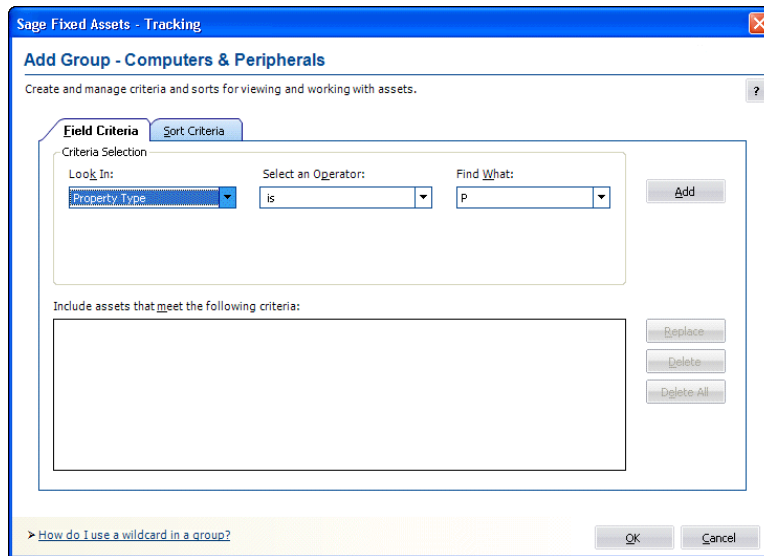 Sage Fixed Assets - Tracking
Add Group - Computers & Peripherals
Create and manage criteria and sorts for viewing and working with assets.
?
Field Criteria Sort Criteria
Criteria Selection
Look In: Select an Operator: Find What:
Property Type is P Add
Include assets that meet the following criteria:
Replace
Delete
Delete All
➤ How do I use a wildcard in a group? OK Cancel